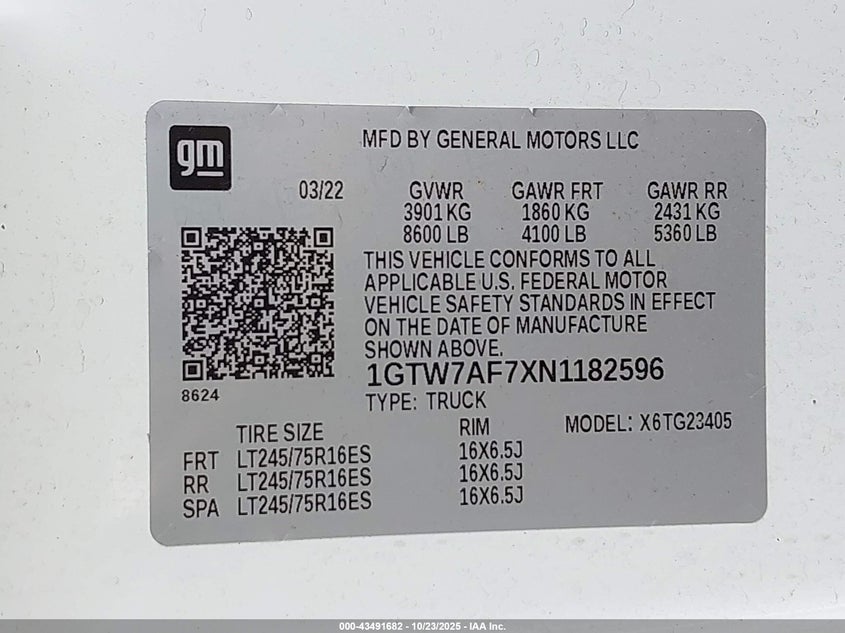 gm
MFD BY GENERAL MOTORS LLC
03/22
GVWR GAWR FRT GAWR RR
3901 KG 1860 KG 2431 KG
8600 LB 4100 LB 5360 LB
THIS VEHICLE CONFORMS TO ALL
APPLICABLE U.S. FEDERAL MOTOR
VEHICLE SAFETY STANDARDS IN EFFECT
ON THE DATE OF MANUFACTURE
SHOWN ABOVE.
1GTW7AF7XN1182596
8624
TYPE: TRUCK
TIRE SIZE RIM MODEL: X6TG23405
FRT LT245/75R16ES 16X6.5J
RR LT245/75R16ES 16X6.5J
SPA LT245/75R16ES 16X6.5J
000-43491682 - 10/23/2025 - IAA Inc.